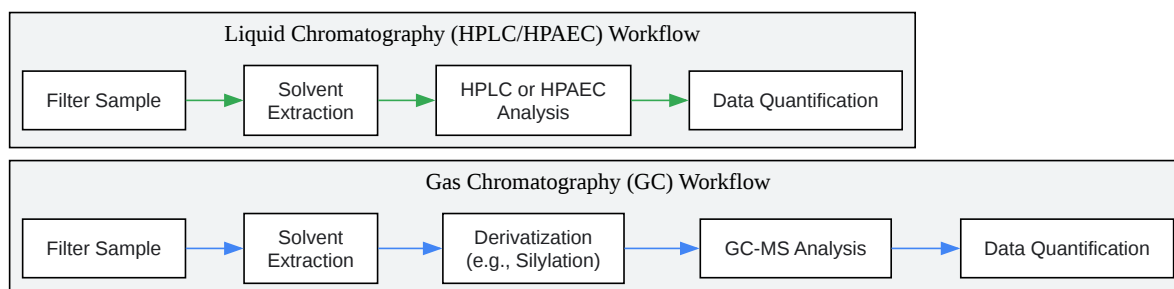 Liquid Chromatography (HPLC/HPAEC) Workflow
Filter Sample
Solvent
Extraction
HPLC or HPAEC
Analysis
Data Quantification
Gas Chromatography (GC) Workflow
Filter Sample
Solvent
Extraction
Derivatization
(e.g., Silylation)
GC-MS Analysis
Data Quantification